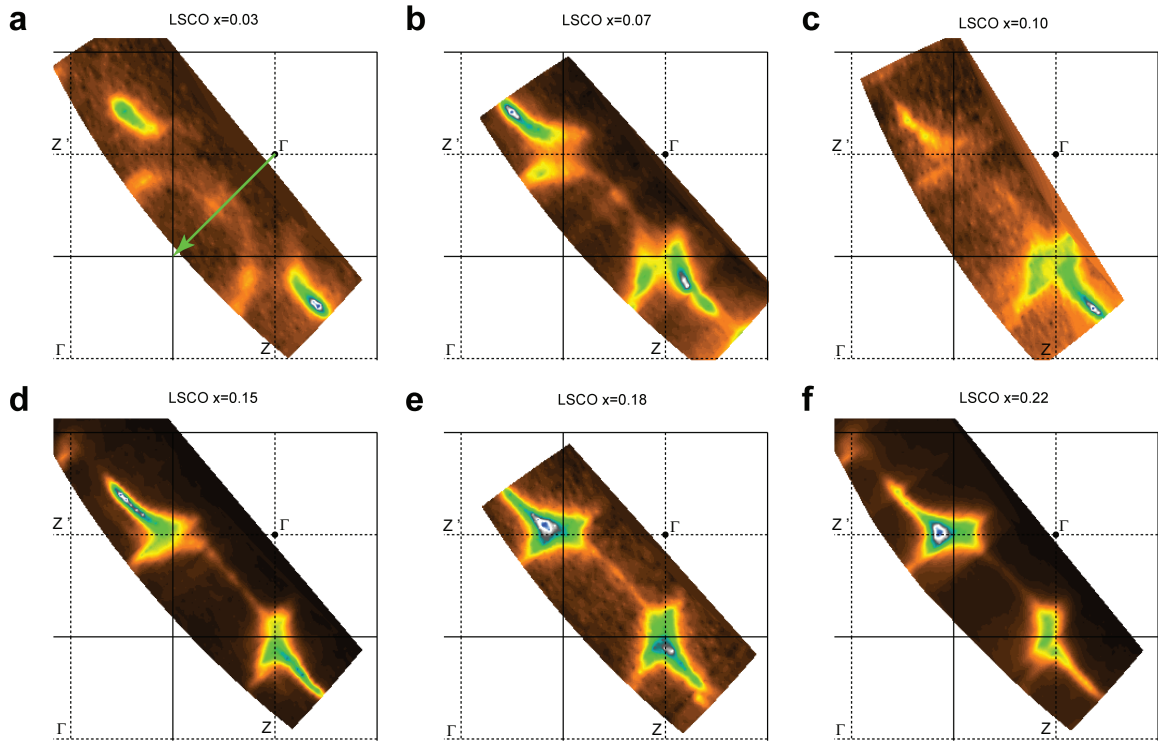 a
LSCO x=0.03
Z'
Γ
Γ
Z
b
LSCO x=0.07
Z'
Γ
Γ
Z
c
LSCO x=0.10
Z'
Γ
Γ
Z
d
LSCO x=0.15
Z'
Γ
Γ
Z
e
LSCO x=0.18
Z'
Γ
Γ
Z
f
LSCO x=0.22
Z'
Γ
Γ
Z